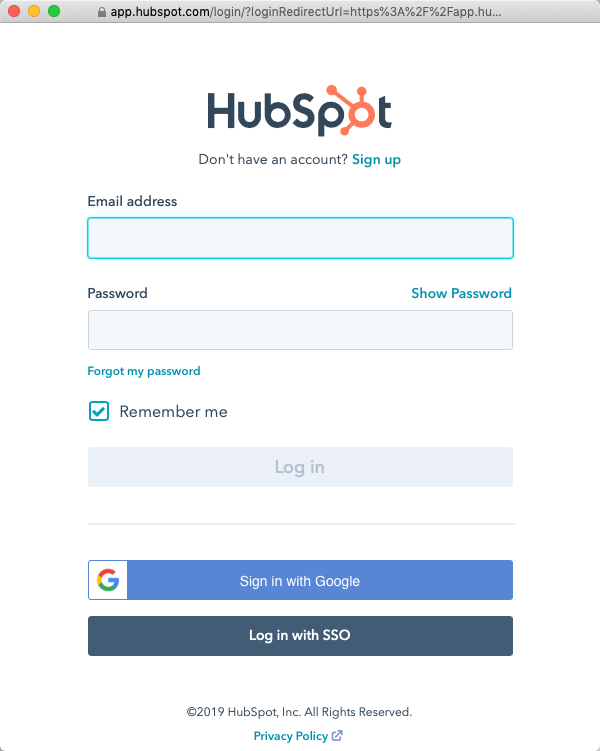 app.hubspot.com/login/?loginRedirectUrl=https%3A%2F%2Fapp.hu...
HubSpot
Don't have an account? Sign up
Email address
Password Show Password
Forgot my password
Remember me
Log in
Sign in with Google
Log in with SSO
©2019 HubSpot, Inc. All Rights Reserved.
Privacy Policy